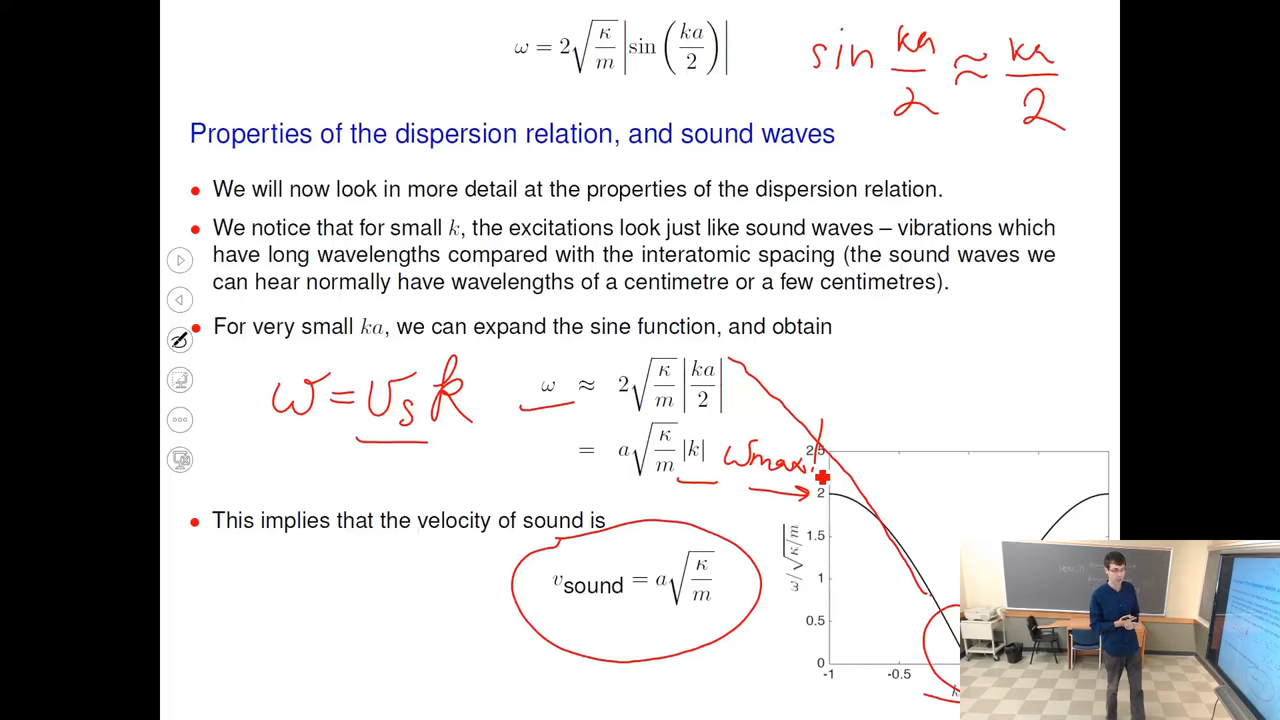 ω = 2√(κ/m) |sin (ka/2)|
sin ka/2 ≈ ka/2
Properties of the dispersion relation, and sound waves
• We will now look in more detail at the properties of the dispersion relation.
• We notice that for small k, the excitations look just like sound waves – vibrations which
have long wavelengths compared with the interatomic spacing (the sound waves we
can hear normally have wavelengths of a centimetre or a few centimetres).
• For very small ka, we can expand the sine function, and obtain
ω = v_s k
ω ≈ 2√(κ/m) |ka/2|
= a√(κ/m) |k|
ωmax
• This implies that the velocity of sound is
v_sound = a√(κ/m)
2.5
2
1.5
1
0.5
0
ω/√κ/m
-1 -0.5